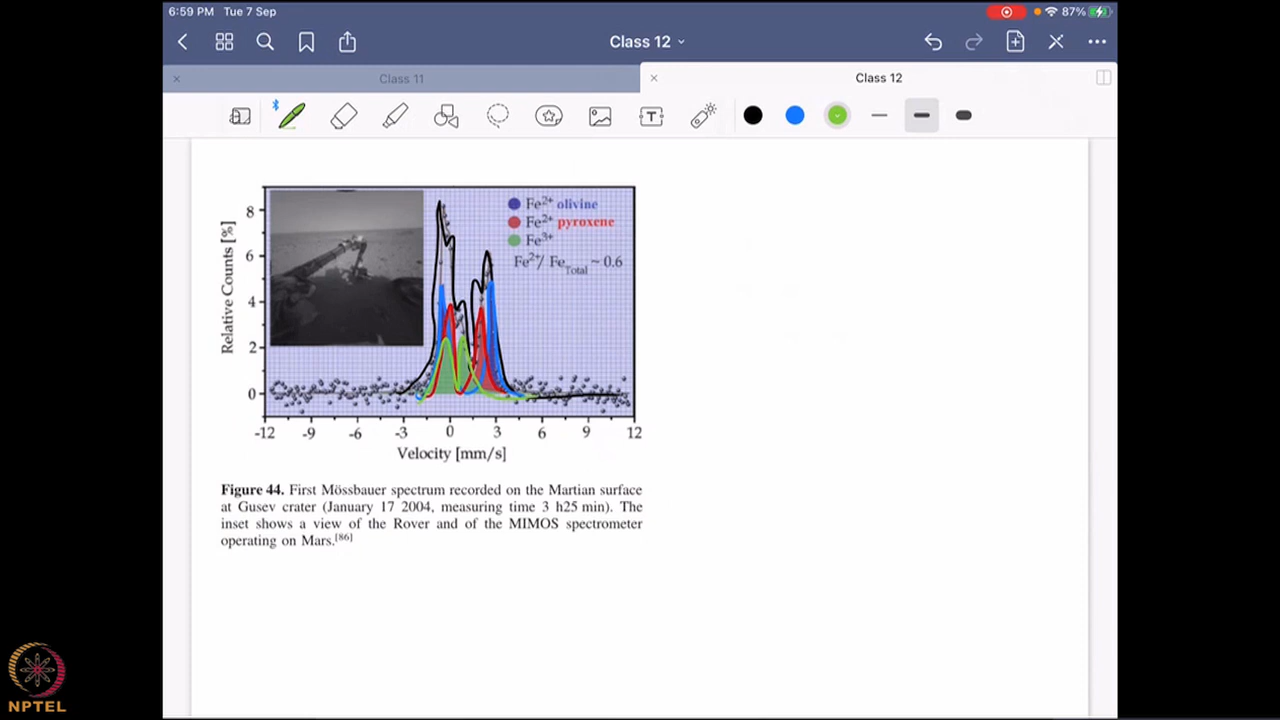 6:59 PM Tue 7 Sep
87%
Class 12
Class 11
Class 12
T
8
6
4
2
0
Relative Counts [%]
Fe2+ olivine
Fe2+ pyroxene
Fe3+
Fe2+/ FeTotal ~ 0.6
-12 -9 -6 -3 0 3 6 9 12
Velocity [mm/s]
Figure 44. First Mössbauer spectrum recorded on the Martian surface
at Gusev crater (January 17 2004, measuring time 3 h25 min). The
inset shows a view of the Rover and of the MIMOS spectrometer
operating on Mars.[86]
NPTEL